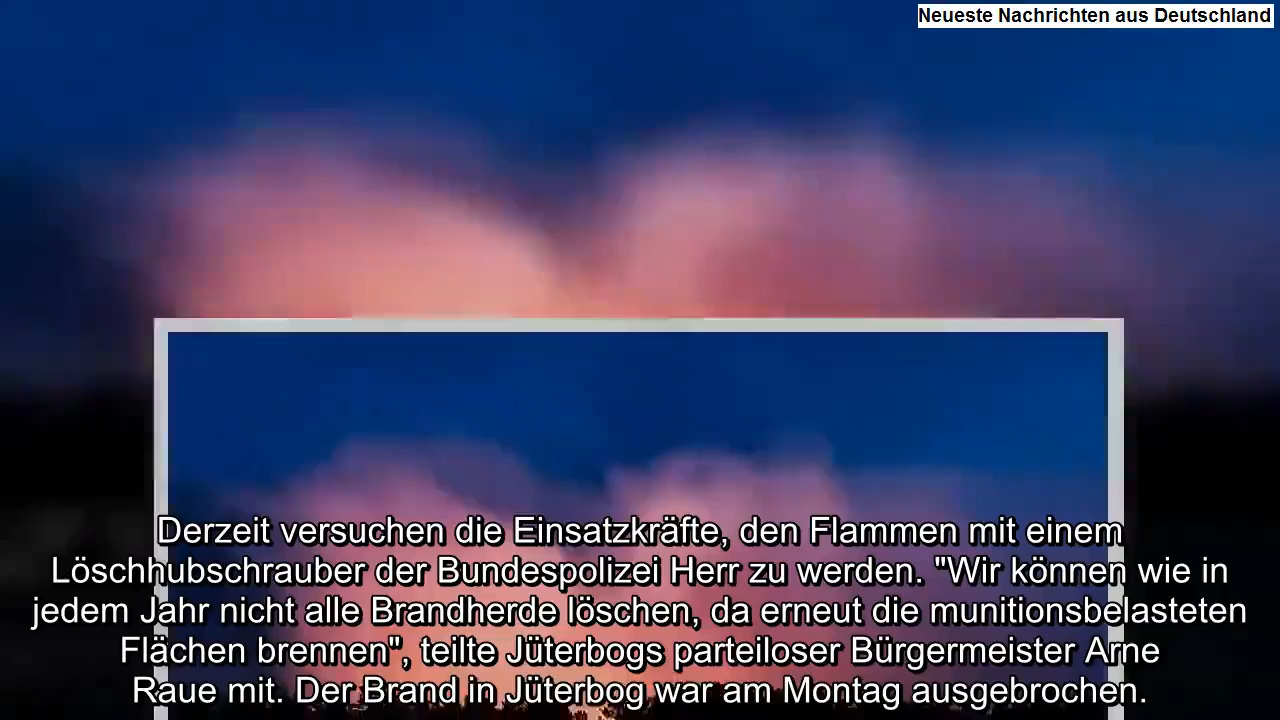 Neueste Nachrichten aus Deutschland
Derzeit versuchen die Einsatzkräfte, den Flammen mit einem
Löschhubschrauber der Bundespolizei Herr zu werden. "Wir können wie in
jedem Jahr nicht alle Brandherde löschen, da erneut die munitionsbelasteten
Flächen brennen", teilte Jüterbogs parteiloser Bürgermeister Arne
Raue mit. Der Brand in Jüterbog war am Montag ausgebrochen.